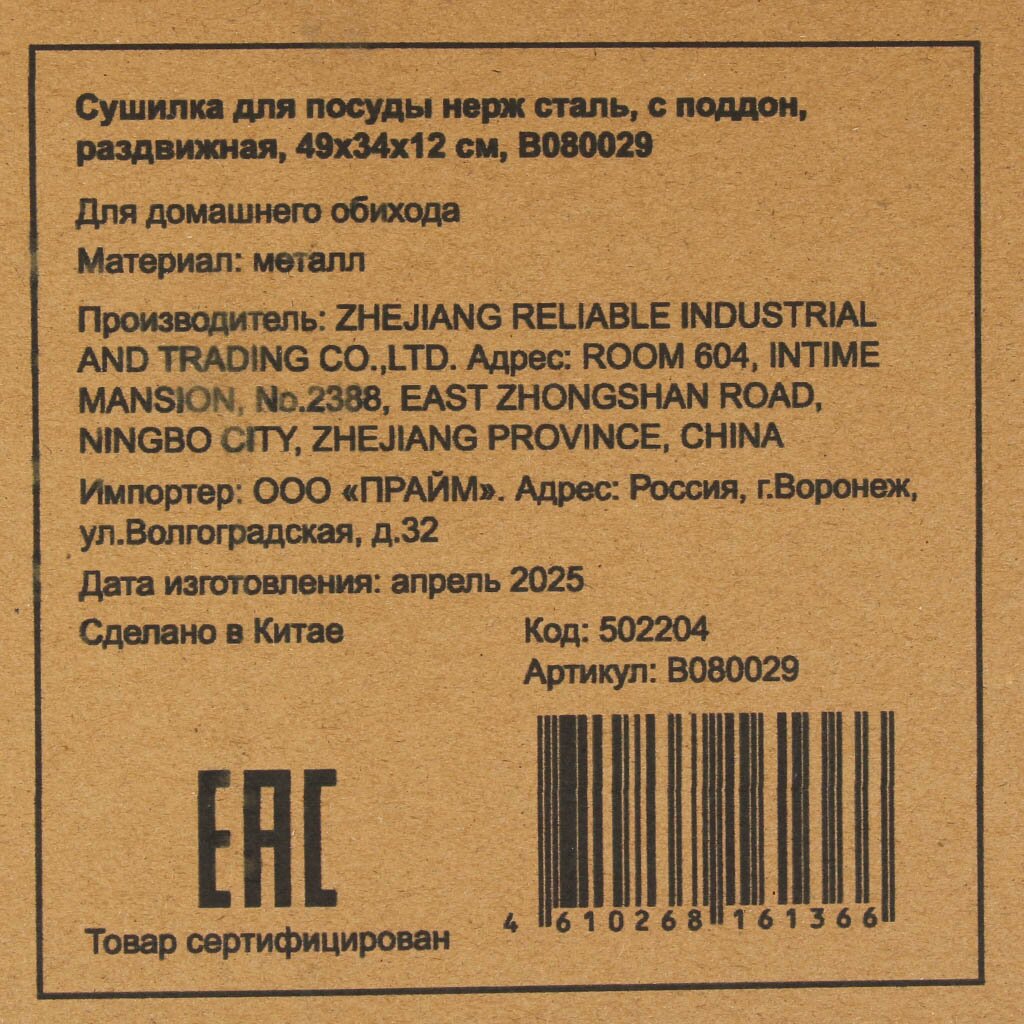 Сушилка для посуды нерж сталь, с поддон,
раздвижная, 49х34х12 см, В080029
Для домашнего обихода
Материал: металл
Производитель: ZHEJIANG RELIABLE INDUSTRIAL
AND TRADING CO.,LTD. Адрес: ROOM 604, INTIME
MANSION, No.2388, EAST ZHONGSHAN ROAD,
NINGBO CITY, ZHEJIANG PROVINCE, CHINA
Импортер: ООО «ПРАЙМ». Адрес: Россия, г.Воронеж,
ул.Волгоградская, д.32
Дата изготовления: апрель 2025
Сделано в Китае
Код: 502204
Артикул: В080029
EAC
Товар сертифицирован
4 610268 161366